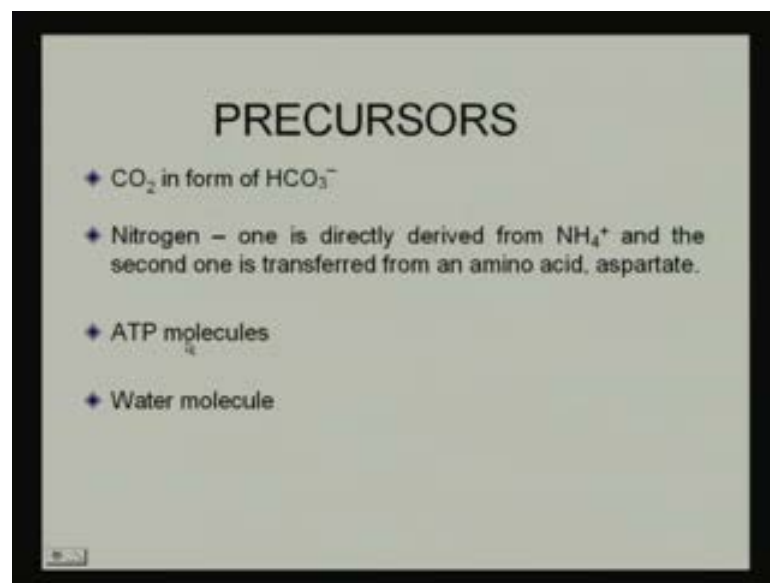 PRECURSORS
CO₂ in form of HCO₃⁻
Nitrogen – one is directly derived from NH₄⁺ and the
second one is transferred from an amino acid, aspartate.
ATP molecules
Water molecule